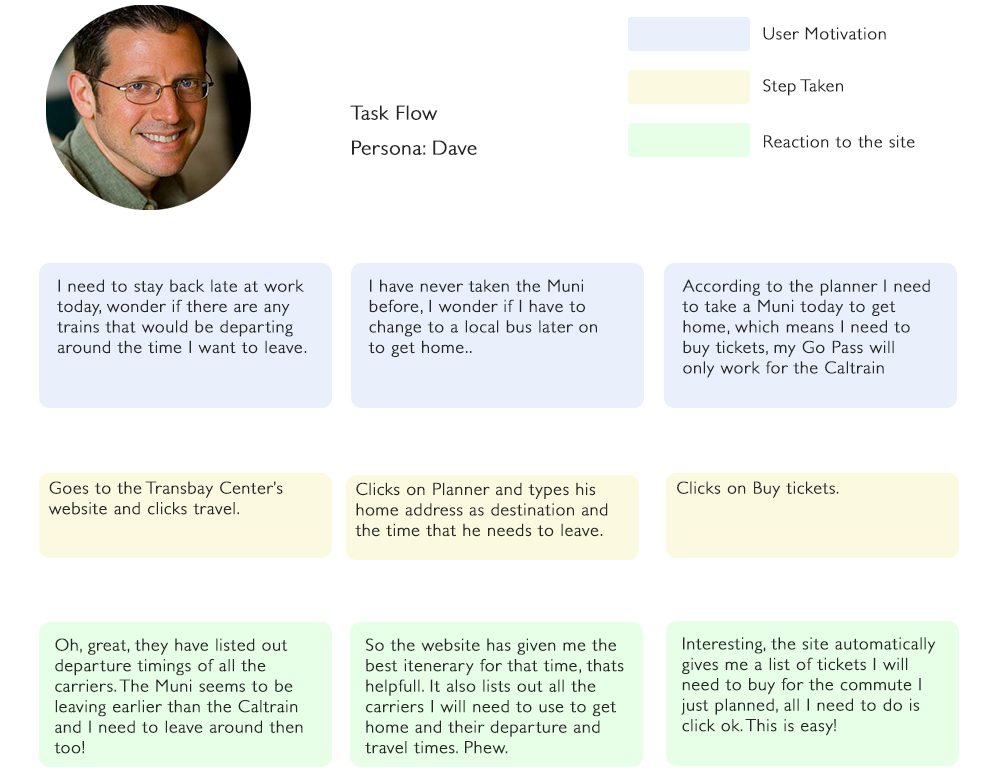 User Motivation
Step Taken
Task Flow
Persona: Dave
Reaction to the site
I need to stay back late at work
today, wonder if there are any
trains that would be departing
around the time I want to leave.
I have never taken the Muni
before, I wonder if I have to
change to a local bus later on
to get home..
According to the planner I need
to take a Muni today to get
home, which means I need to
buy tickets, my Go Pass will
only work for the Caltrain
Goes to the Transbay Center's
website and clicks travel.
Clicks on Planner and types his
home address as destination and
the time that he needs to leave.
Clicks on Buy tickets.
Oh, great, they have listed out
departure timings of all the
carriers. The Muni seems to be
leaving earlier than the Caltrain
and I need to leave around then
too!
So the website has given me the
best itenerary for that time, thats
helpfull. It also lists out all the
carriers I will need to use to get
home and their departure and
travel times. Phew.
Interesting, the site automatically
gives me a list of tickets I will
need to buy for the commute I
just planned, all I need to do is
click ok. This is easy!